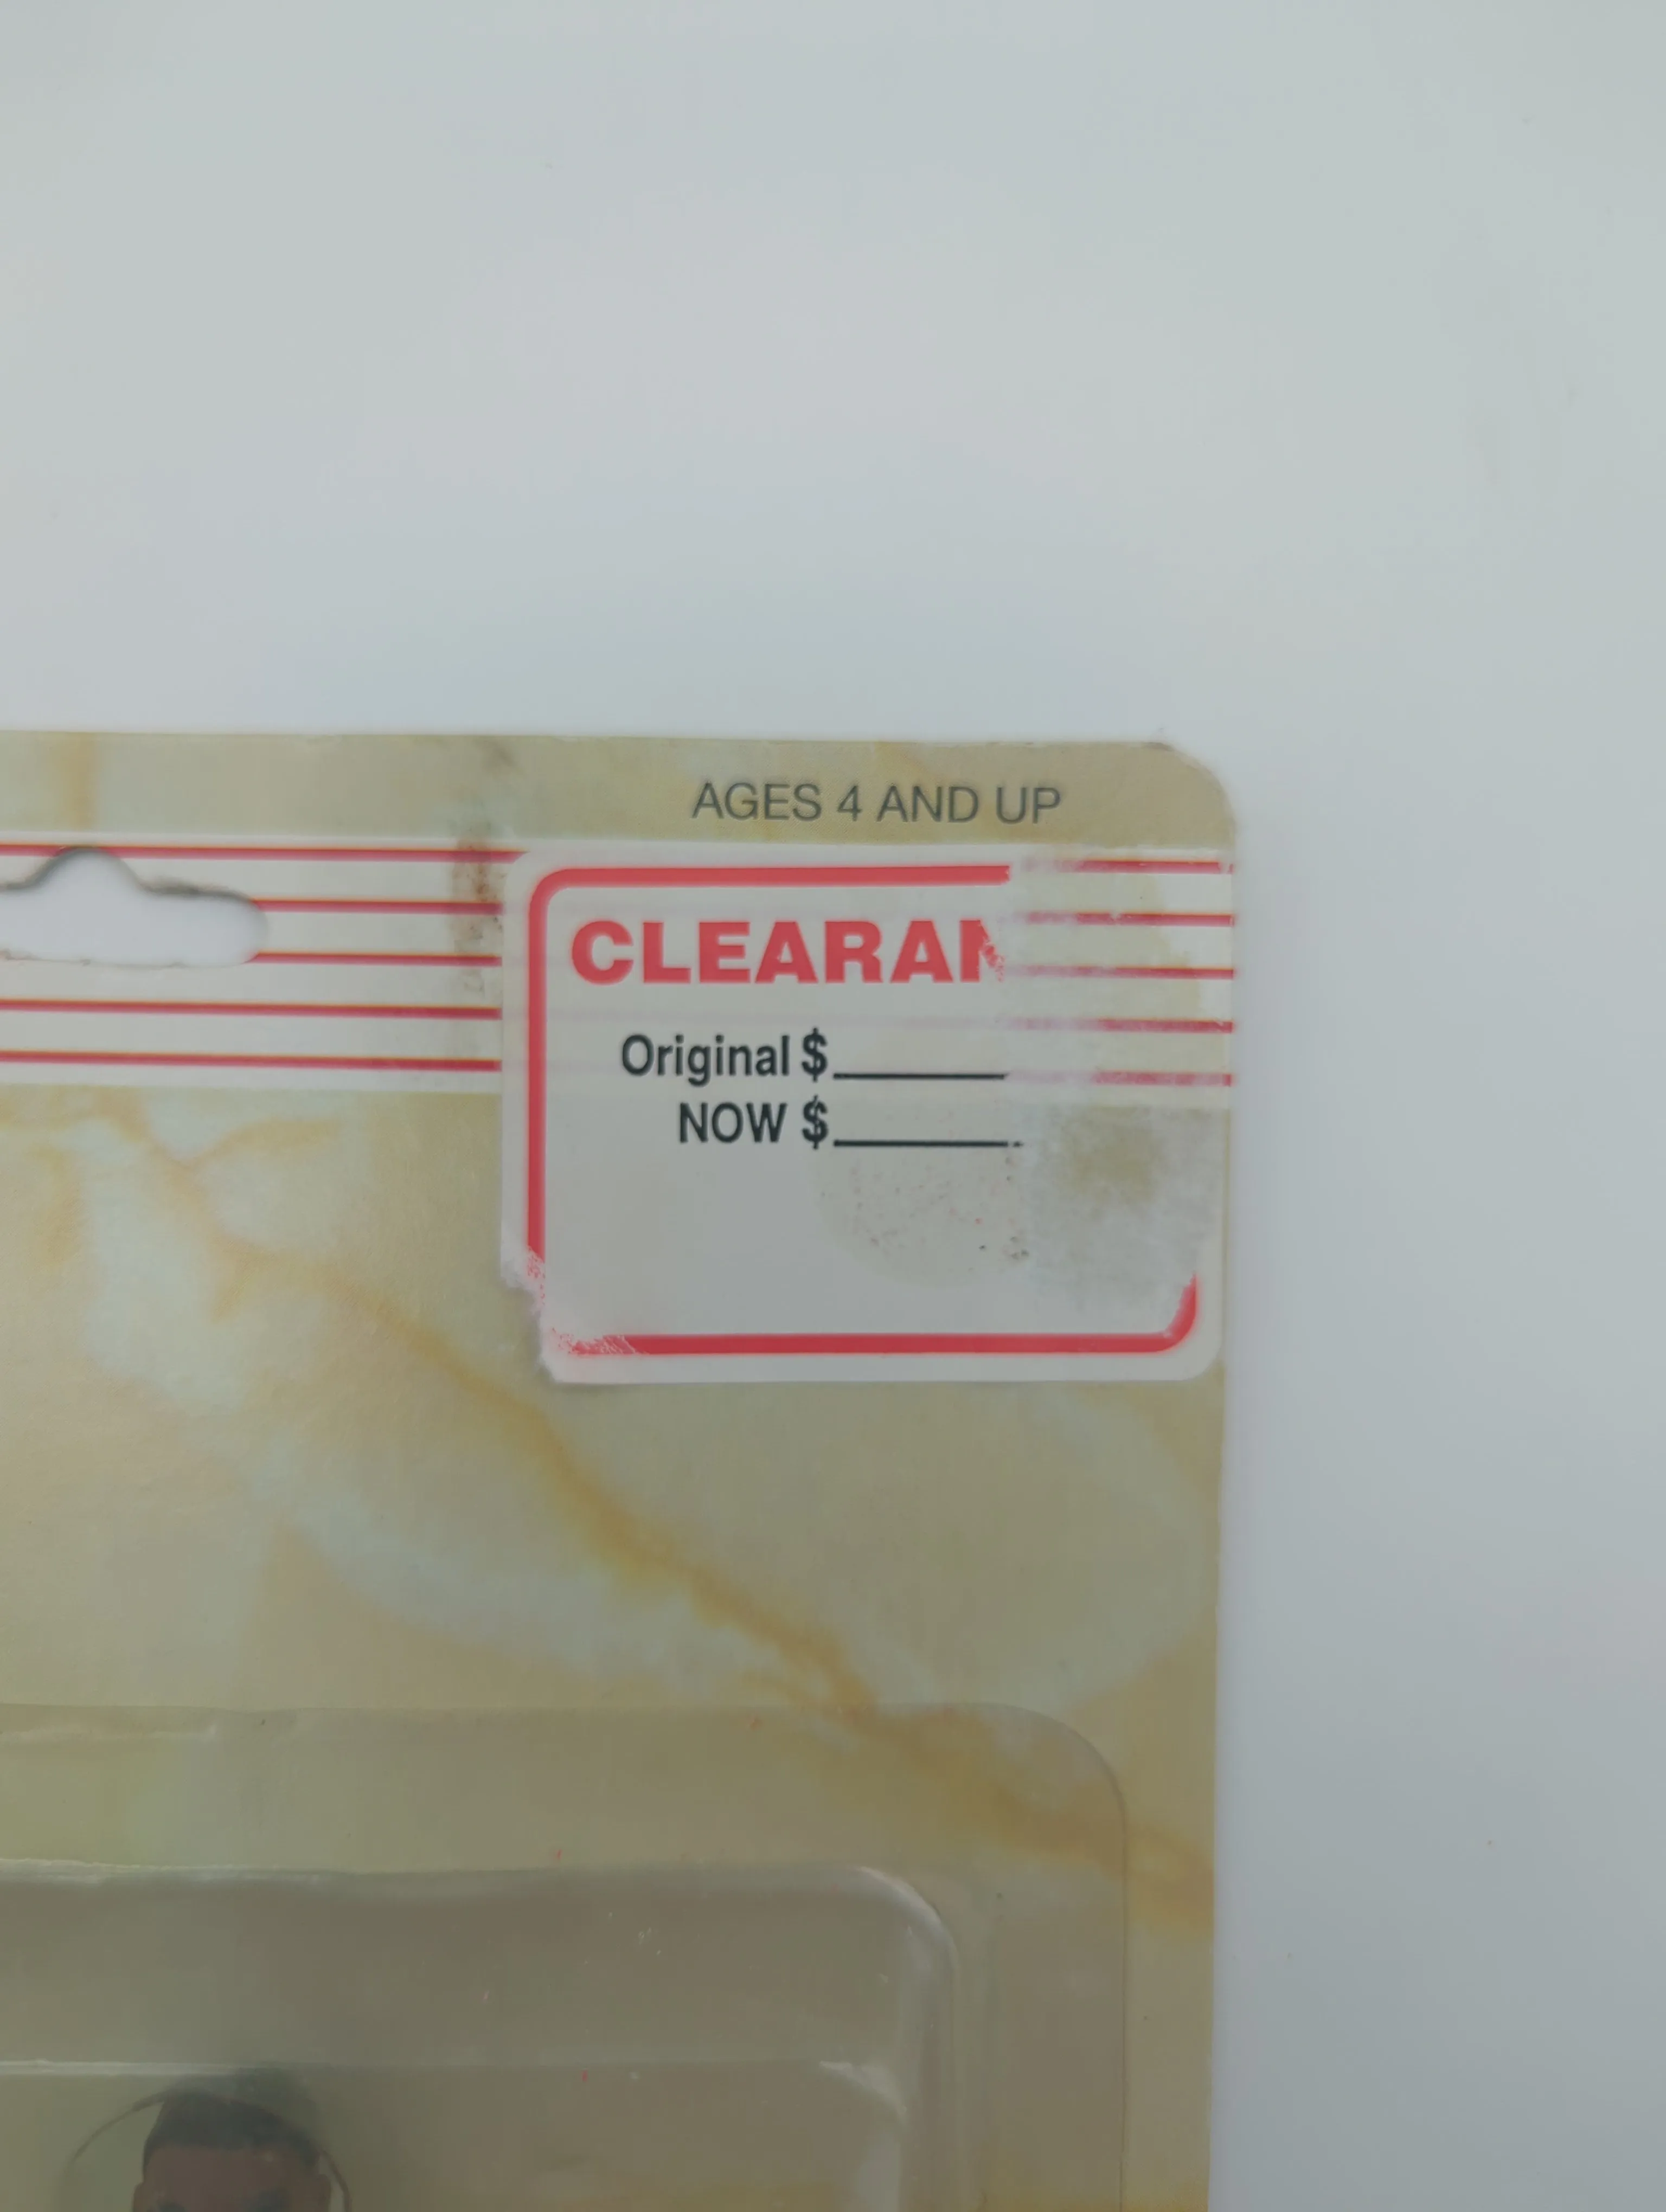 AGES 4 AND UP
CLEARAN
Original $
NOW $